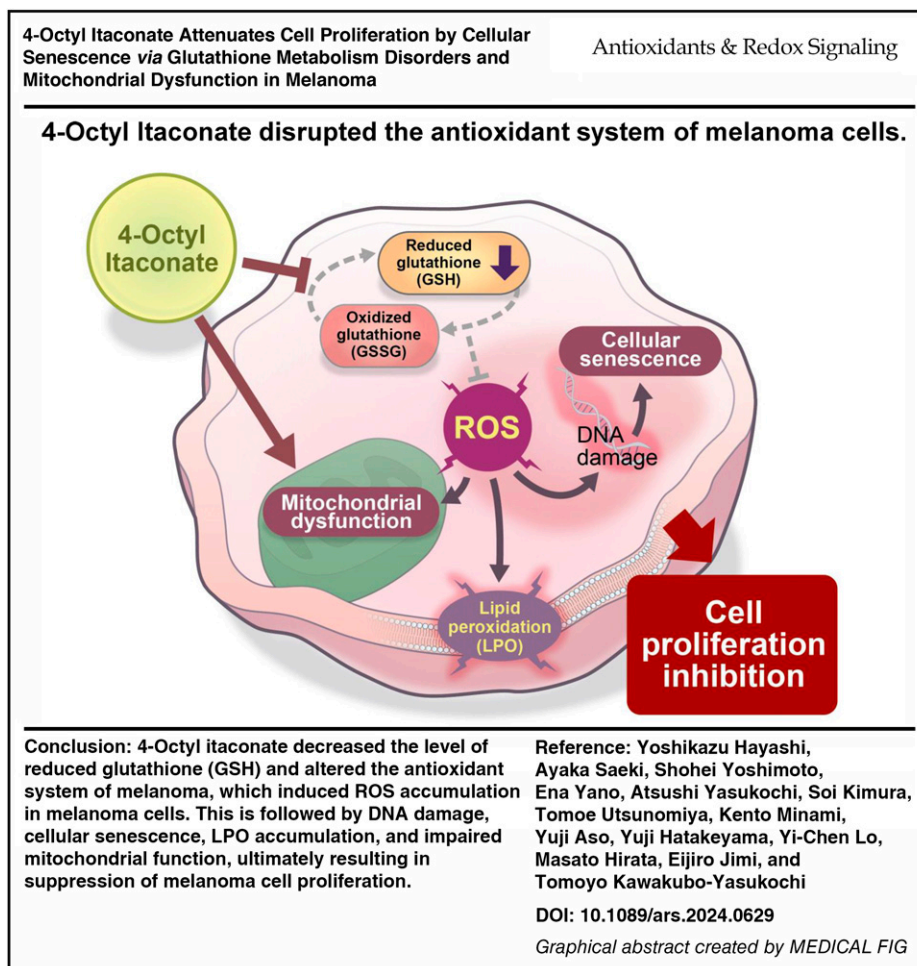 4-Octyl Itaconate Attenuates Cell Proliferation by Cellular
Senescence via Glutathione Metabolism Disorders and
Mitochondrial Dysfunction in Melanoma
Antioxidants & Redox Signaling
4-Octyl Itaconate disrupted the antioxidant system of melanoma cells.
4-Octyl
Itaconate
Reduced
glutathione
(GSH)
Oxidized
glutathione
(GSSG)
Cellular
senescence
ROS
DNA
damage
Mitochondrial
dysfunction
Lipid
peroxidation
(LPO)
Cell
proliferation
inhibition
Conclusion: 4-Octyl itaconate decreased the level of
reduced glutathione (GSH) and altered the antioxidant
system of melanoma, which induced ROS accumulation
in melanoma cells. This is followed by DNA damage,
cellular senescence, LPO accumulation, and impaired
mitochondrial function, ultimately resulting in
suppression of melanoma cell proliferation.
Reference: Yoshikazu Hayashi,
Ayaka Saeki, Shohei Yoshimoto,
Ena Yano, Atsushi Yasukochi, Soi Kimura,
Tomoe Utsunomiya, Kento Minami,
Yuji Aso, Yuji Hatakeyama, Yi-Chen Lo,
Masato Hirata, Eijiro Jimi, and
Tomoyo Kawakubo-Yasukochi
DOI: 10.1089/ars.2024.0629
Graphical abstract created by MEDICAL FIG